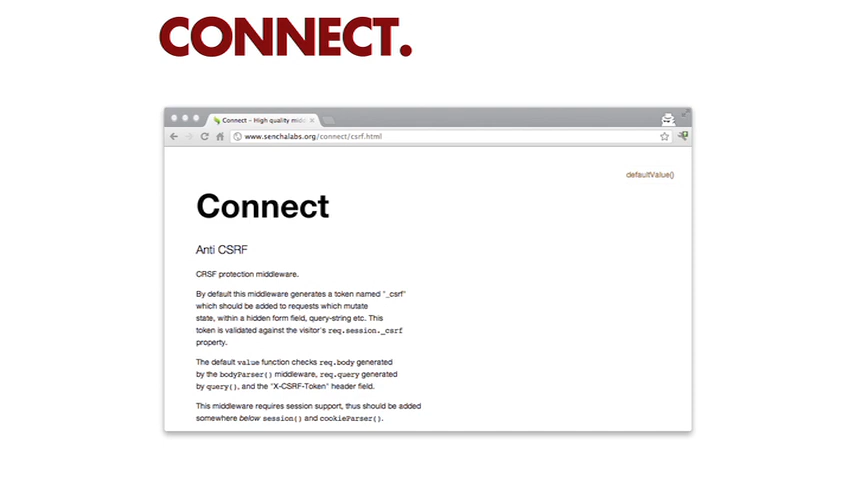 CONNECT.
Connect - High quality midd
www.senchalabs.org/connect/csrf.html
defaultValue()
Connect
Anti CSRF
CRSF protection middleware.
By default this middleware generates a token named "_csrf"
which should be added to requests which mutate
state, within a hidden form field, query-string etc. This
token is validated against the visitor's req.session._csrf
property.
The default value function checks req.body generated
by the bodyParser() middleware, req.query generated
by query(), and the "X-CSRF-Token" header field.
This middleware requires session support, thus should be added
somewhere below session() and cookieParser().